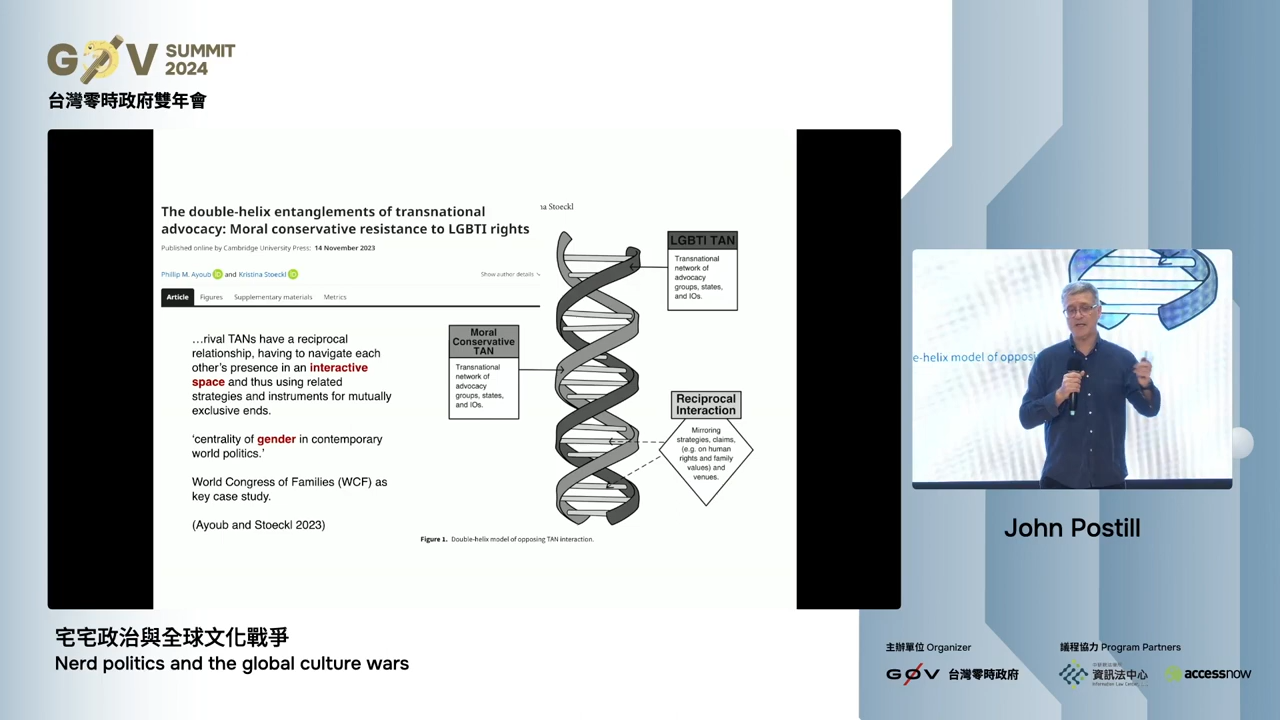 GØV SUMMIT 2024
台灣零時政府雙年會
The double-helix entanglements of transnational
advocacy: Moral conservative resistance to LGBTI rights
Published online by Cambridge University Press: 14 November 2023
Phillip M. Ayoub and Kristina Stoeckl
Show author details
Article Figures Supplementary materials Metrics
…rival TANs have a reciprocal
relationship, having to navigate each
other's presence in an interactive
space and thus using related
strategies and instruments for mutually
exclusive ends.
'centrality of gender in contemporary
world politics.'
World Congress of Families (WCF) as
key case study.
(Ayoub and Stoeckl 2023)
na Stoeckl
LGBTI TAN
Transnational
network of
advocacy
groups, states,
and IOs.
Moral
Conservative
TAN
Transnational
network of
advocacy
groups, states,
and IOs.
Reciprocal
Interaction
Mirroring
strategies, claims,
(e.g. on human
rights and family
values) and
venues.
Figure 1. Double-helix model of opposing TAN interaction.
e-helix model of opposi
John Postill
宅宅政治與全球文化戰爭
Nerd politics and the global culture wars
主辦單位 Organizer
GØV 台灣零時政府
議程協力 Program Partners
資訊法中心
Information Law Center
accessnow